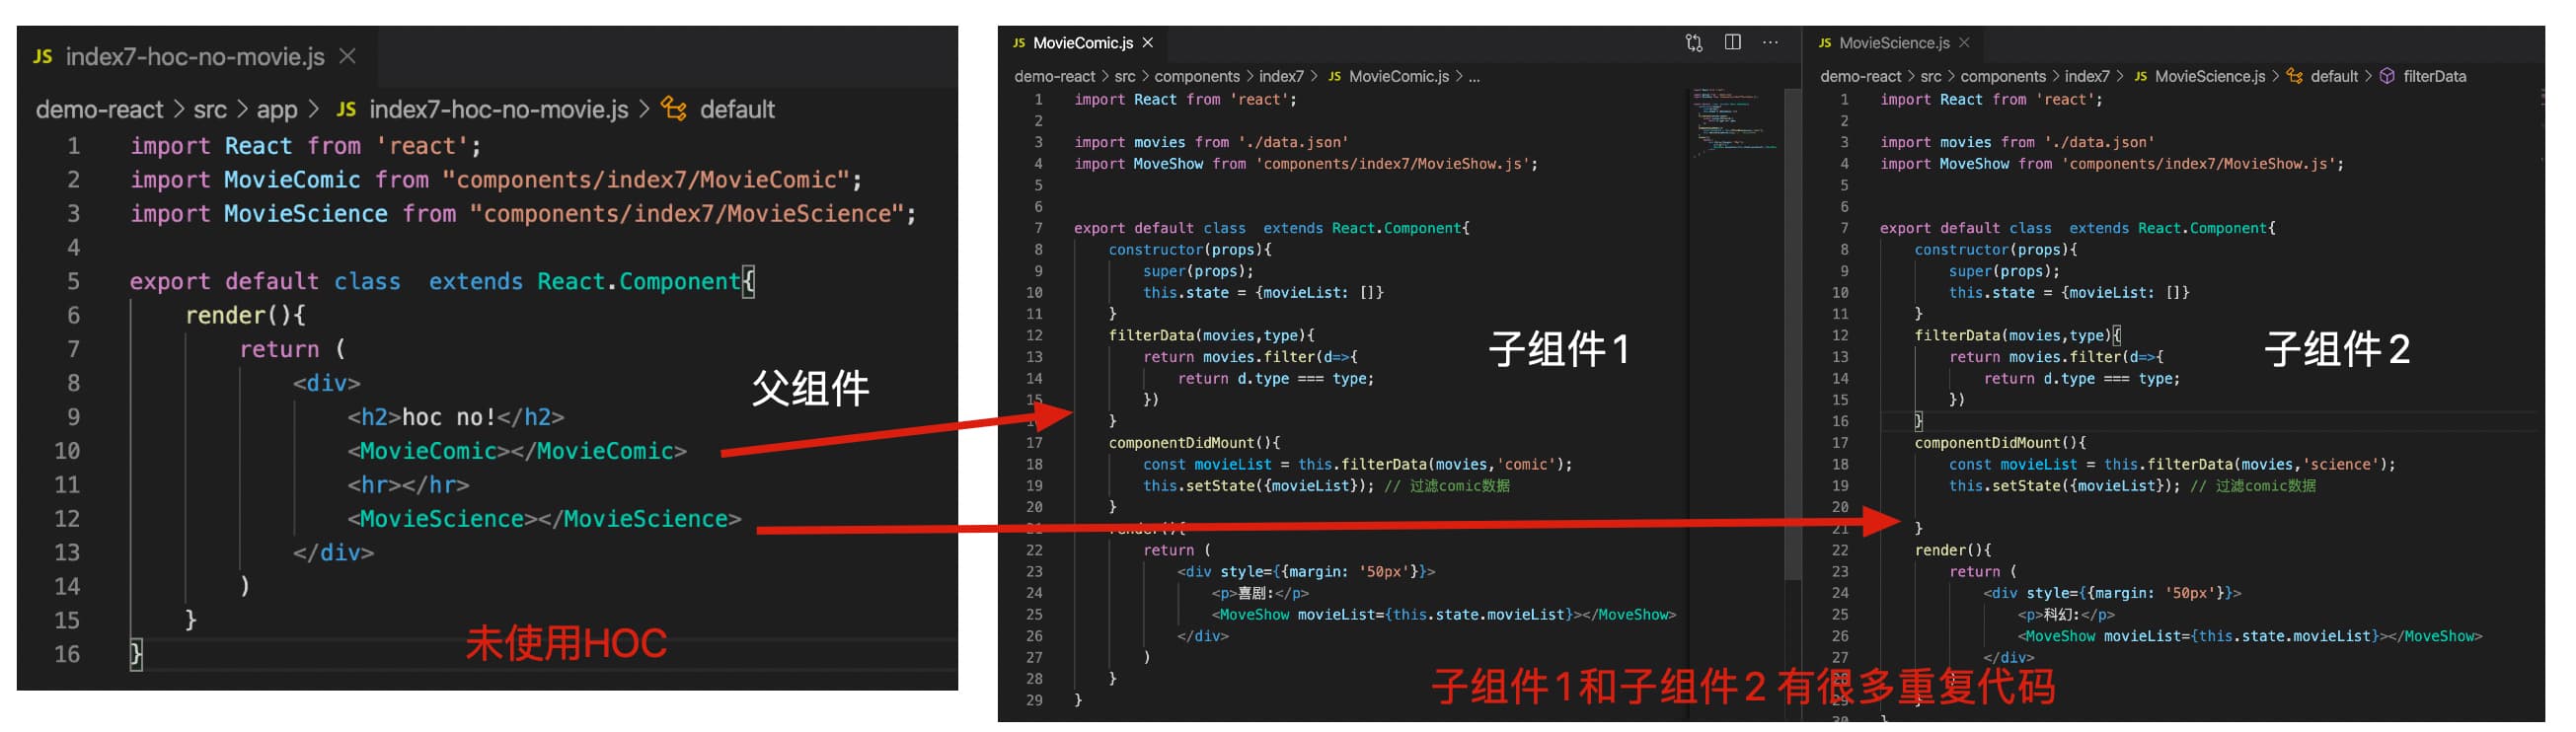 JS index7-hoc-no-movie.js ×
demo-react > src > app > JS index7-hoc-no-movie.js > default
1 import React from 'react';
2 import MovieComic from "components/index7/MovieComic";
3 import MovieScience from "components/index7/MovieScience";
4
5 export default class  extends React.Component{
6 render(){
7 return (
8 <div>
9 <h2>hoc no!</h2>
10 <MovieComic></MovieComic>
11 <hr></hr>
12 <MovieScience></MovieScience>
13 </div>
14 )
15 }
16 }
父组件
未使用HOC
JS MovieComic.js ×
demo-react > src > components > index7 > JS MovieComic.js > ...
1 import React from 'react';
2
3 import movies from './data.json'
4 import MoveShow from 'components/index7/MovieShow.js';
5
6
7 export default class  extends React.Component{
8 constructor(props){
9 super(props);
10 this.state = {movieList: []}
11 }
12 filterData(movies,type){
13 return movies.filter(d=>{
14 return d.type === type;
15 })
}
17 componentDidMount(){
18 const movieList = this.filterData(movies,'comic');
19 this.setState({movieList}); // 过滤comic数据
20 }
21 render(){
22 return (
23 <div style={{margin: '50px'}}>
24 <p>喜剧:</p>
25 <MoveShow movieList={this.state.movieList}></MoveShow>
26 </div>
27 )
28 }
29 }
子组件1
JS MovieScience.js ×
demo-react > src > components > index7 > JS MovieScience.js > default > filterData
1 import React from 'react';
2
3 import movies from './data.json'
4 import MoveShow from 'components/index7/MovieShow.js';
5
6
7 export default class  extends React.Component{
8 constructor(props){
9 super(props);
10 this.state = {movieList: []}
11 }
12 filterData(movies,type){
13 return movies.filter(d=>{
14 return d.type === type;
15 })
16 }
17 componentDidMount(){
18 const movieList = this.filterData(movies,'science');
19 this.setState({movieList}); // 过滤comic数据
20
21 }
22 render(){
23 return (
24 <div style={{margin: '50px'}}>
25 <p>科幻:</p>
26 <MoveShow movieList={this.state.movieList}></MoveShow>
27 </div>
29
30 }
子组件2
子组件1和子组件2 有很多重复代码